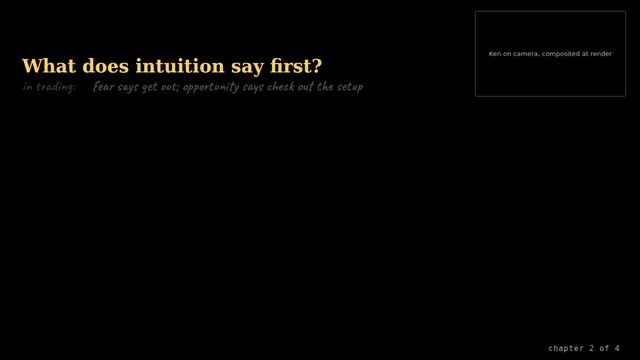 Ken on camera, composited at render
What does intuition say first?
in trading: fear says get out; opportunity says check out the setup
chapter 2 of 4